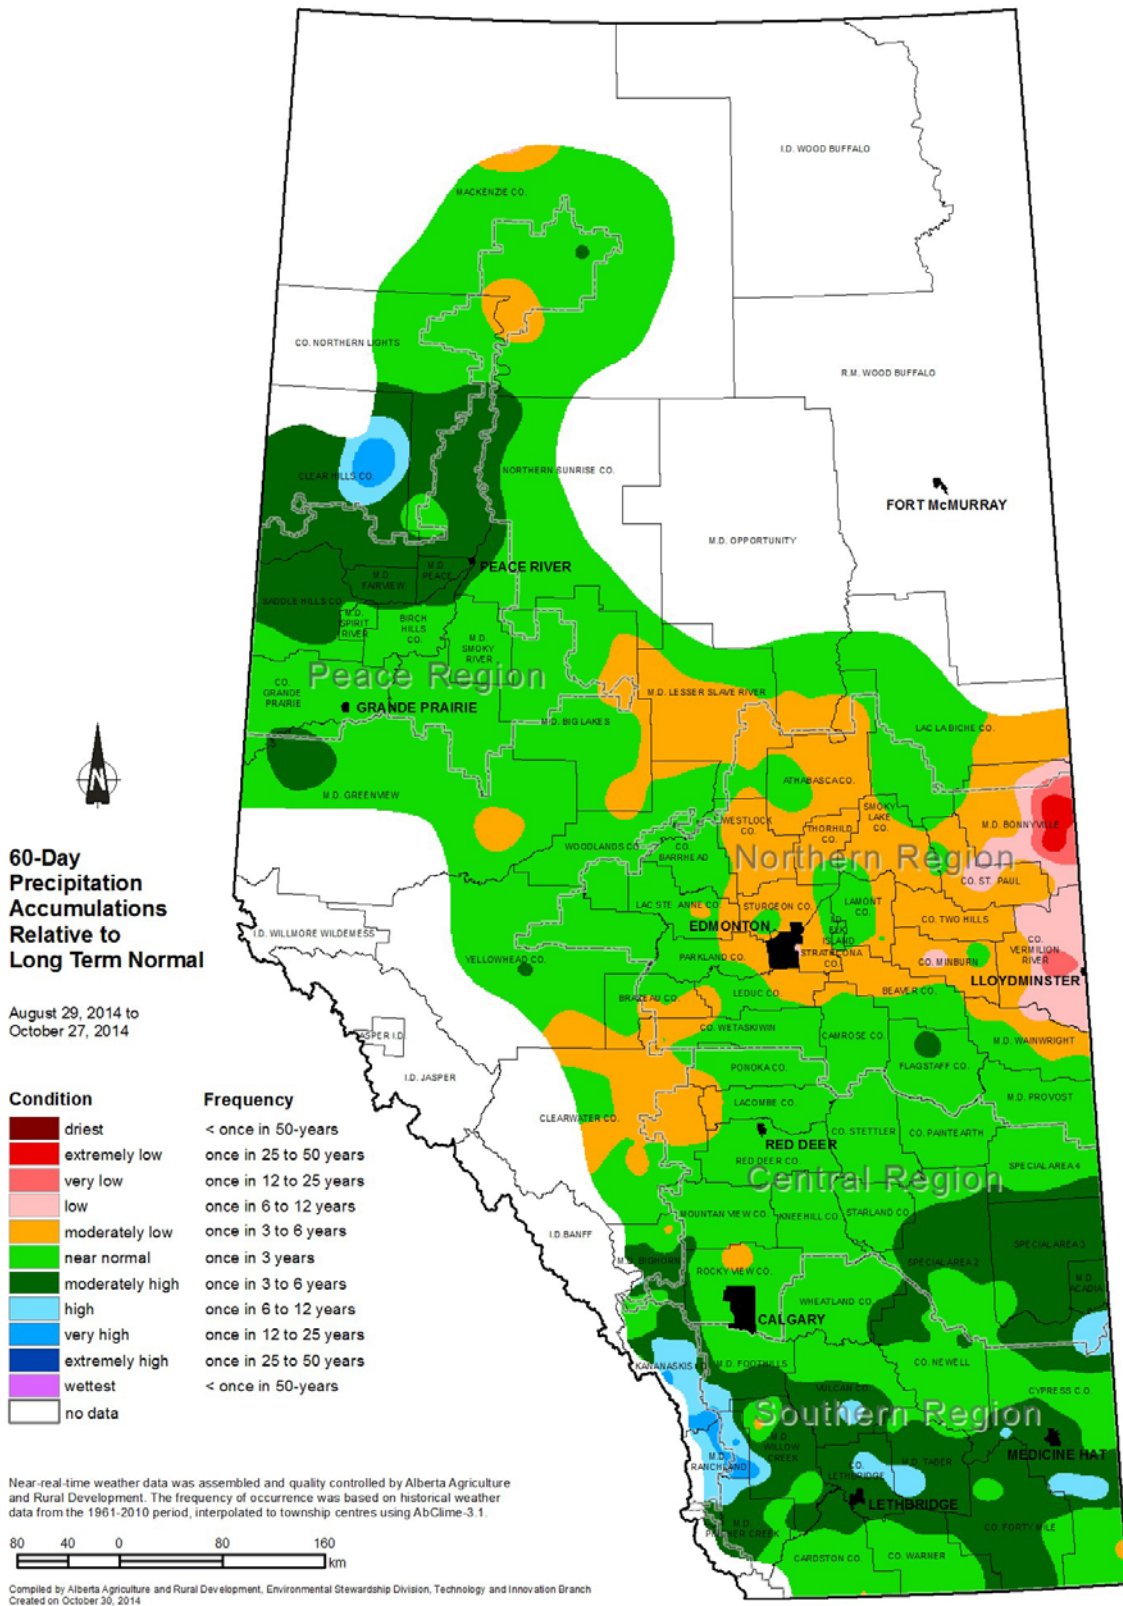 I.D. WOOD BUFFALO
MACKENZIE CO.
CO. NORTHERN LIGHTS
R.M. WOOD BUFFALO
CLEAR HILLS CO.
NORTHERN SUNRISE CO.
FORT McMURRAY
M.D. OPPORTUNITY
PEACE RIVER
M.D.
PEACE
M.D.
FAIRVIEW
SADDLE HILLS CO.
M.D.
SPIRIT
RIVER
BIRCH
HILLS
CO.
M.D.
SMOKY
RIVER
Peace Region
CO.
GRANDE
PRAIRIE
GRANDE PRAIRIE
M.D. LESSER SLAVE RIVER
M.D. BIG LAKES
LAC LA BICHE CO.
N
M.D. GREENVIEW
ATHABASCA CO.
SMOKY
LAKE
CO.
M.D. BONNYVILLE
WESTLOCK
CO.
THORHILD
CO.
WOODLANDS CO.
CO.
BARRHEAD
Northern Region
CO. ST. PAUL
60-Day
Precipitation
Accumulations
Relative to
Long Term Normal
LAC STE ANNE CO.
STURGEON CO.
LAMONT
CO.
CO. TWO HILLS
EDMONTON
I.D.
ELK
ISLAND
I.D. WILLMORE WILDEMESS
PARKLAND CO.
STRATHCONA
CO.
CO. MINBURN
CO.
VERMILION
RIVER
YELLOWHEAD CO.
LLOYDMINSTER
BRAZEAU CO.
LEDUC CO.
BEAVER CO.
August 29, 2014 to
October 27, 2014
CO. WETASKIWIN
CAMROSE CO.
M.D. WAINWRIGHT
JASPER I.D.
PONOKA CO.
FLAGSTAFF CO.
I.D. JASPER
LACOMBE CO.
M.D. PROVOST
CLEARWATER CO.
RED DEER
CO. STETTLER
CO. PAINTEARTH
RED DEER CO.
SPECIAL AREA 4
Central Region
MOUNTAN VIEW CO.
KNEE HILL CO.
STARLAND CO.
I.D. BANFF
SPECIAL AREA 3
M.D. BIGHORN
ROCKY VIEW CO.
SPECIAL AREA 2
M.D.
ACADIA
WHEATLAND CO.
CALGARY
KANANASKIS
M.D. FOOTHILLS
CO. NEWELL
VULCAN CO.
CYPRESS C.O.
Southern Region
M.D.
WILLOW
CREEK
M.D.
RANCHLAND
MEDICINE HAT
M.D. TABER
CO.
LETHBRIDGE
LETHBRIDGE
M.D.
PINCHER CREEK
CO. FORTY MILE
CARDSTON CO.
CO. WARNER
Condition Frequency
driest < once in 50-years
extremely low once in 25 to 50 years
very low once in 12 to 25 years
low once in 6 to 12 years
moderately low once in 3 to 6 years
near normal once in 3 years
moderately high once in 3 to 6 years
high once in 6 to 12 years
very high once in 12 to 25 years
extremely high once in 25 to 50 years
wettest < once in 50-years
no data
Near-real-time weather data was assembled and quality controlled by Alberta Agriculture
and Rural Development. The frequency of occurrence was based on historical weather
data from the 1961-2010 period, interpolated to township centres using AbClime-3.1.
80 40 0 80 160
km
Compiled by Alberta Agriculture and Rural Development, Environmental Stewardship Division, Technology and Innovation Branch
Created on October 30, 2014